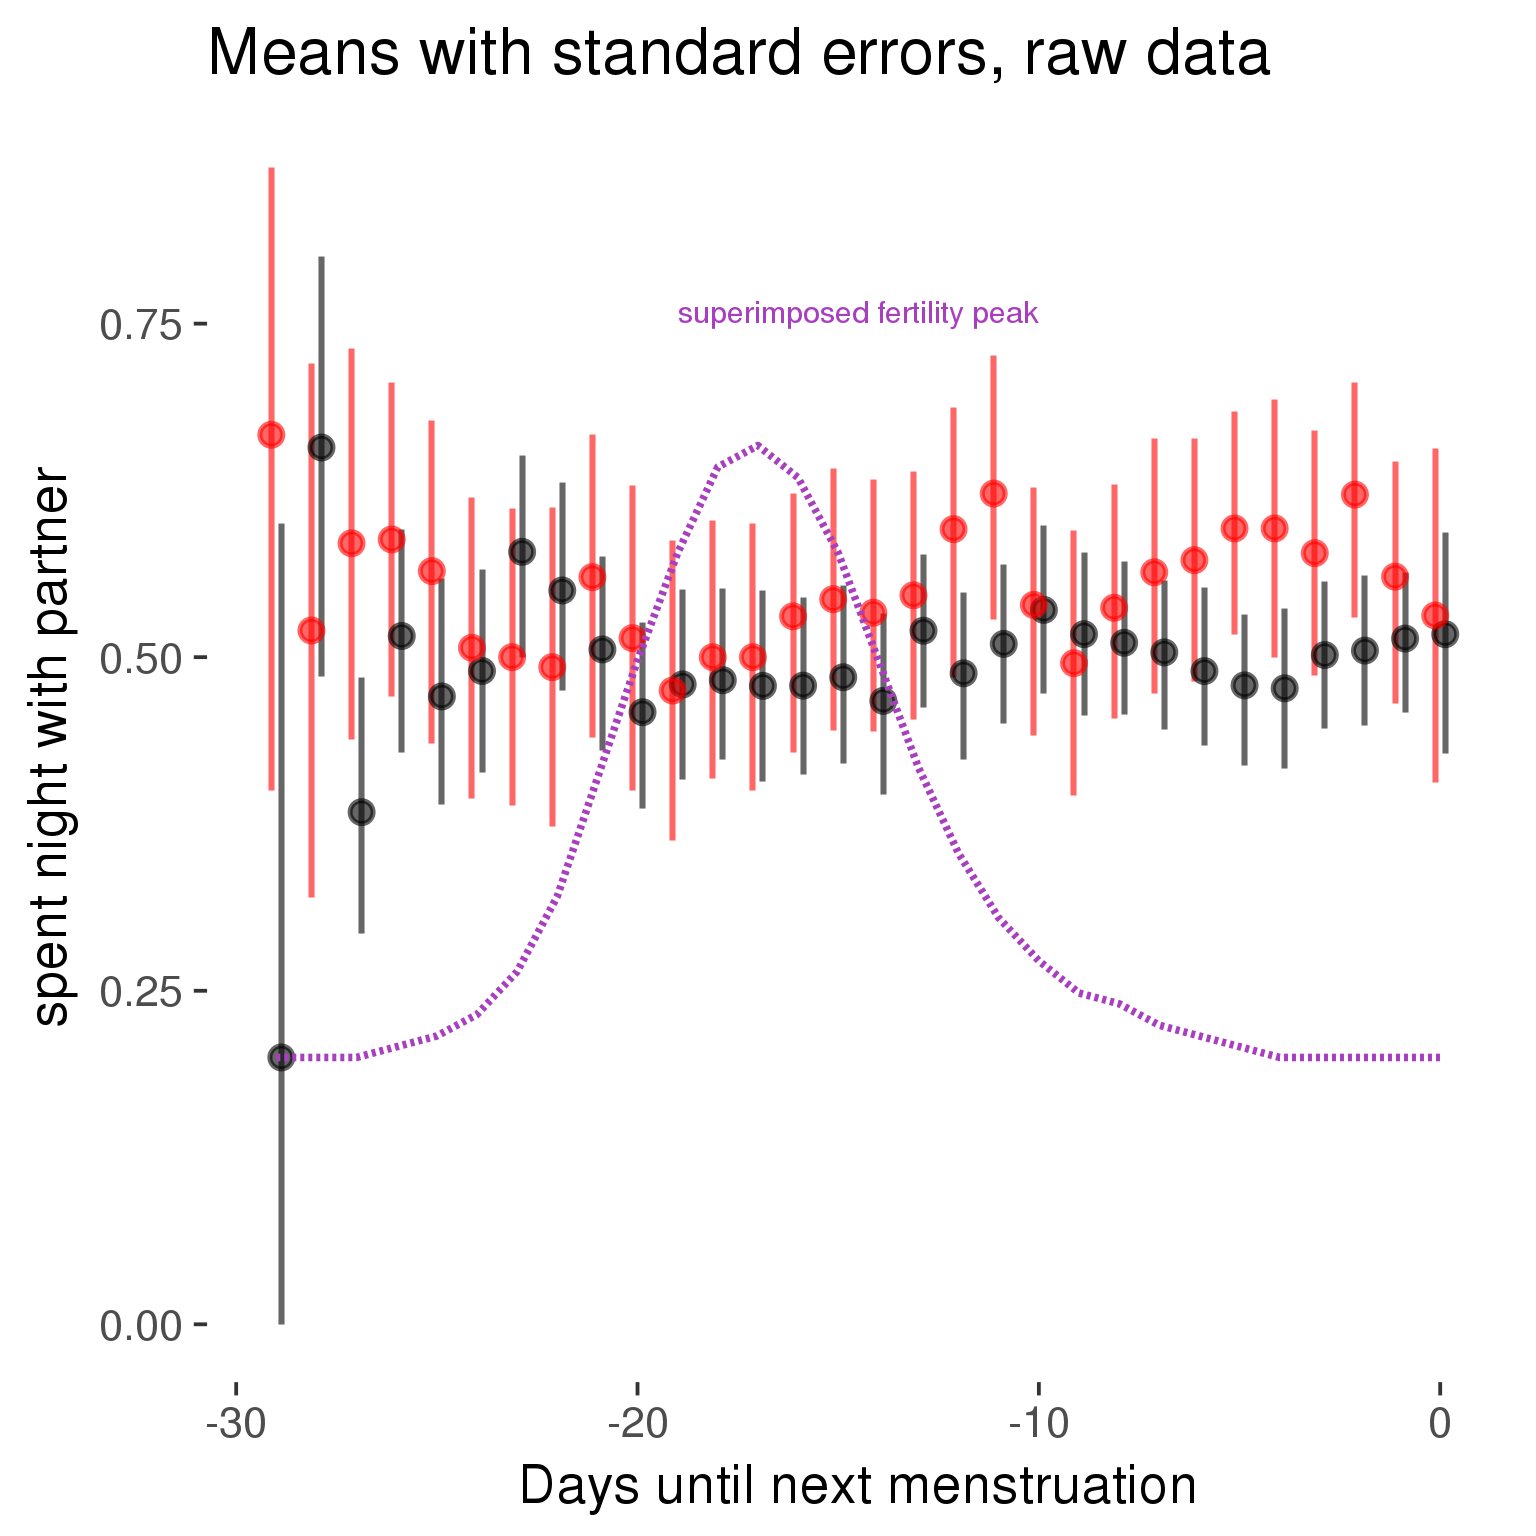 Means with standard errors, raw data
superimposed fertility peak
spent night with partner
0.75
0.50
0.25
0.00
-30
-20
-10
0
Days until next menstruation